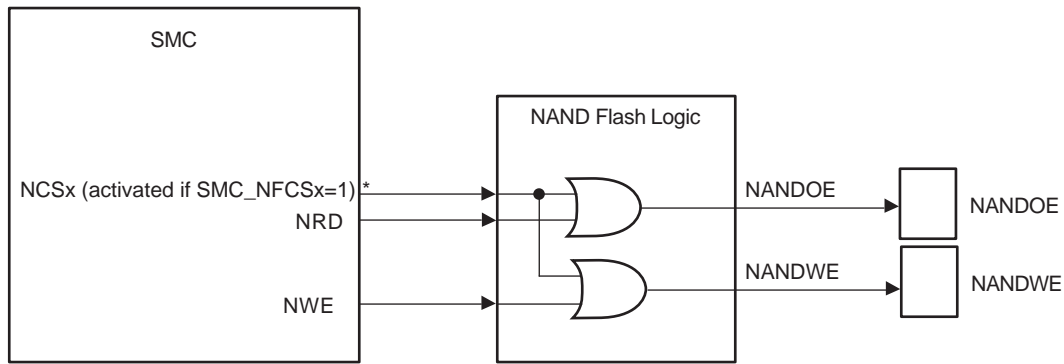 SMC
NAND Flash Logic
NCSx (activated if SMC_NFCSx=1) *
NANDOE
NANDOE
NRD
NANDWE
NANDWE
NWE